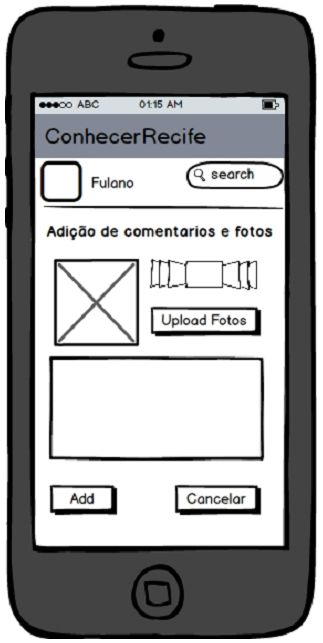 ABC 01:15 AM
ConhecerRecife
Fulano
search
Adição de comentarios e fotos
Upload Fotos
Add
Cancelar